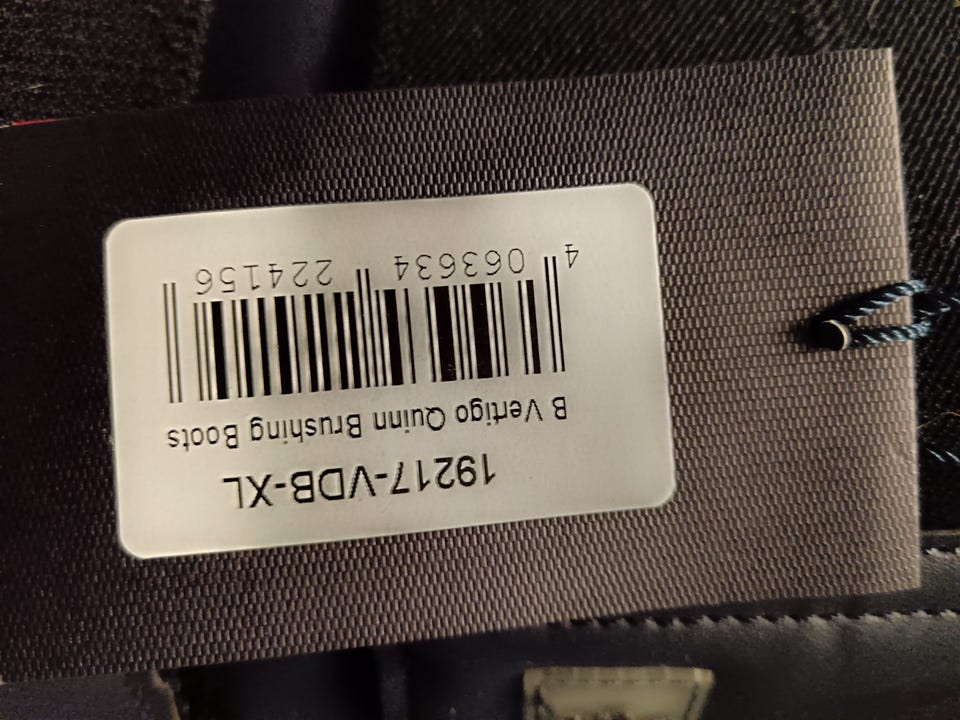 19217-VDB-XL
B Vertigo Quinn Brushing Boots
4 063634 224156